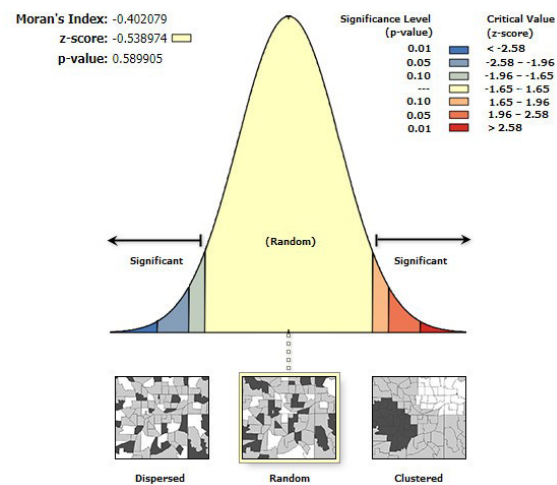 Moran's Index: -0.402079
z-score: -0.538974
p-value: 0.589905
Significance Level
(p-value)
Critical Value
(z-score)
0.01 < -2.58
0.05 -2.58 – -1.96
0.10 -1.96 – -1.65
--- -1.65 – 1.65
0.10 1.65 – 1.96
0.05 1.96 – 2.58
0.01 > 2.58
(Random)
Significant Significant
Dispersed Random Clustered